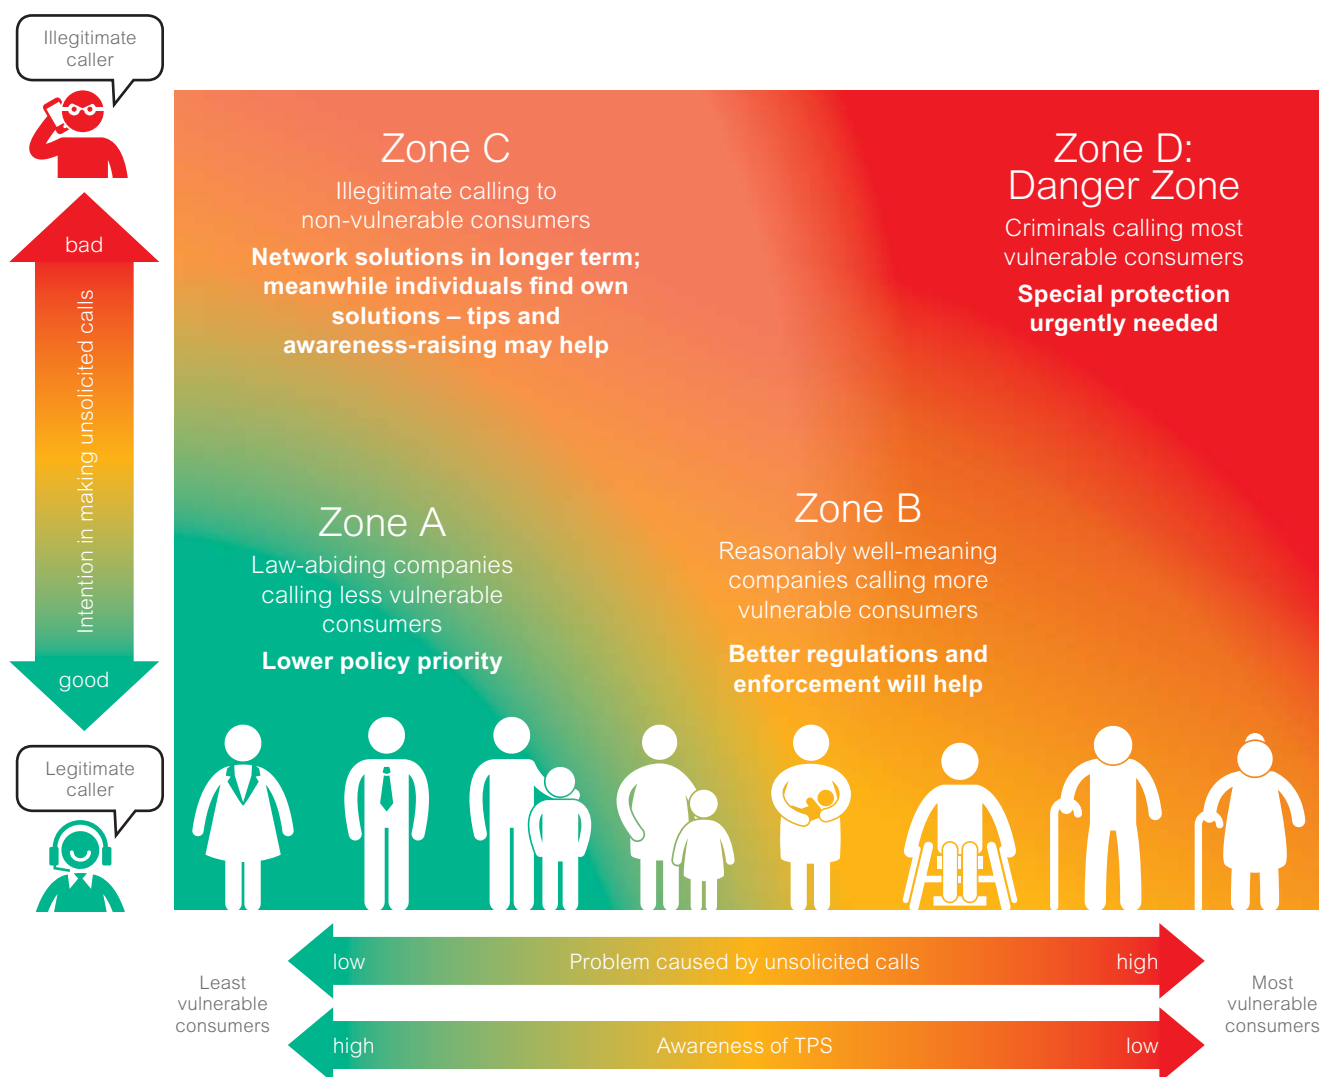 Illegitimate
caller
bad
Intention in making unsolicited calls
good
Legitimate
caller
Zone C
Illegitimate calling to
non-vulnerable consumers
Network solutions in longer term;
meanwhile individuals find own
solutions – tips and
awareness-raising may help
Zone D:
Danger Zone
Criminals calling most
vulnerable consumers
Special protection
urgently needed
Zone A
Law-abiding companies
calling less vulnerable
consumers
Lower policy priority
Zone B
Reasonably well-meaning
companies calling more
vulnerable consumers
Better regulations and
enforcement will help
Least
vulnerable
consumers
low
Problem caused by unsolicited calls
high
high
Awareness of TPS
low
Most
vulnerable
consumers